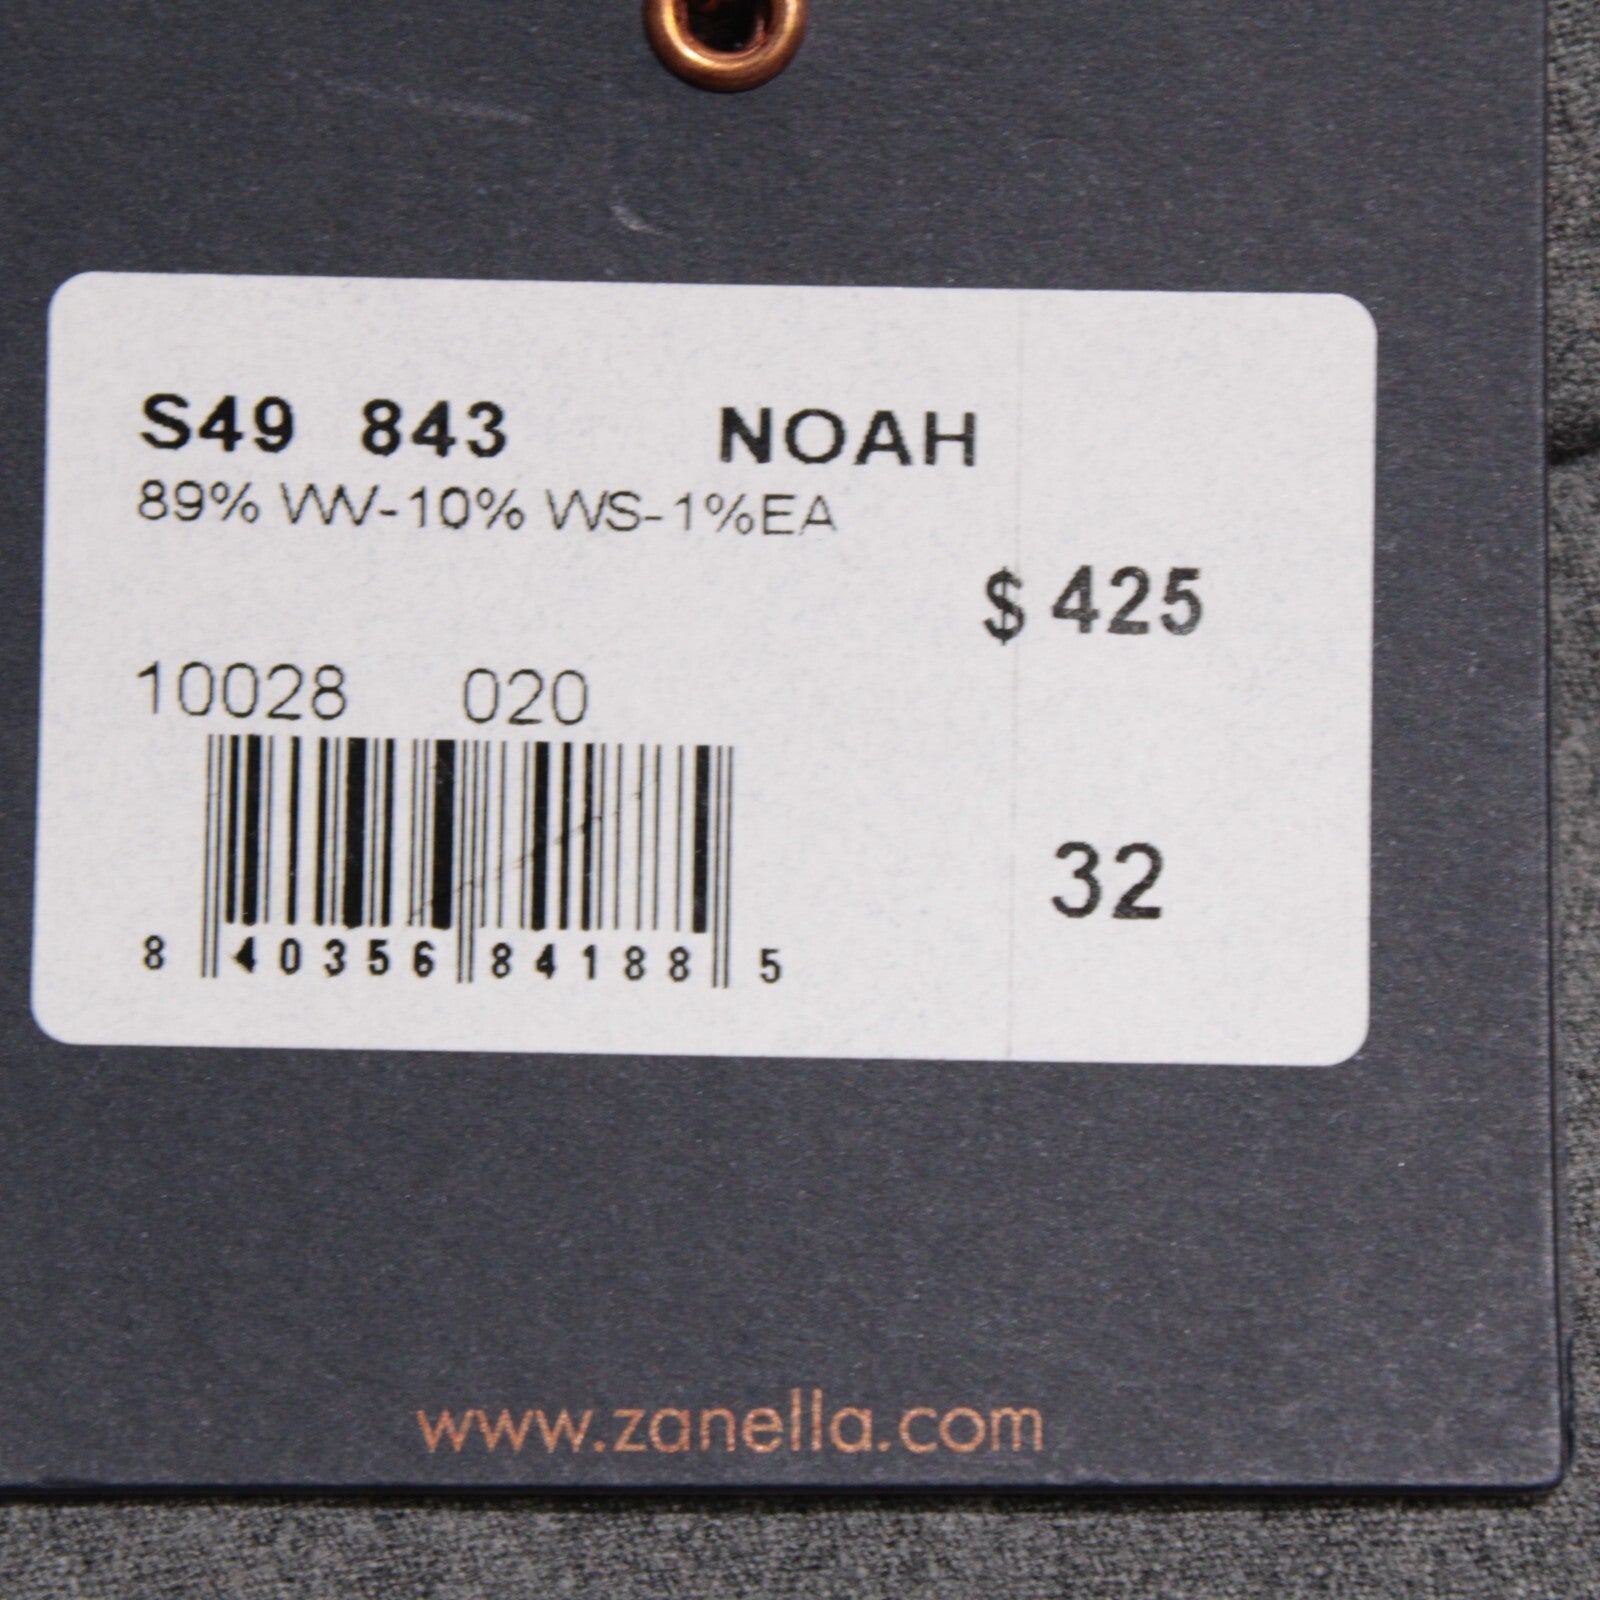 S49 843 NOAH
89% WV-10% WS-1%EA
$ 425
10028 020
32
8 40356 84188 5
www.zanella.com